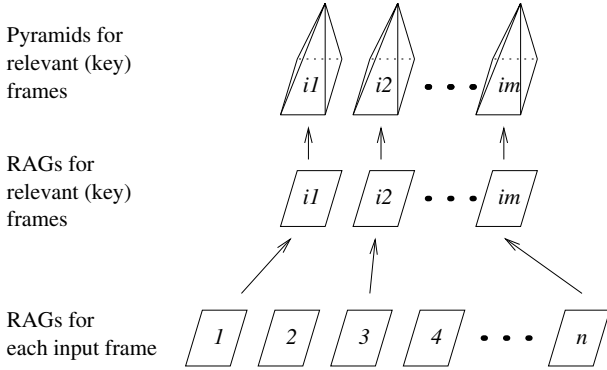 Pyramids for
relevant (key)
frames
i1 i2 • • • im
RAGs for
relevant (key)
frames
i1 i2 • • • im
RAGs for
each input frame
1 2 3 4 • • • n